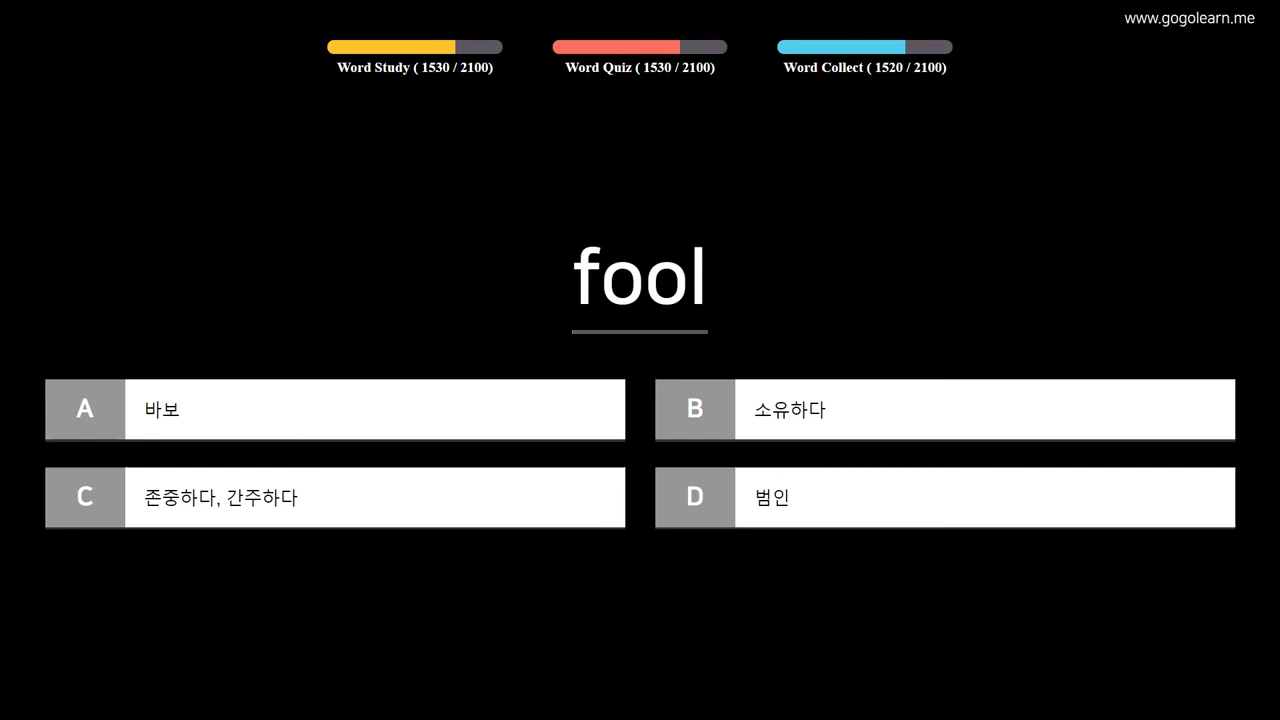 www.gogolearn.me
Word Study ( 1530 / 2100)
Word Quiz ( 1530 / 2100)
Word Collect ( 1520 / 2100)
fool
A 바보
B 소유하다
C 존중하다, 간주하다
D 범인